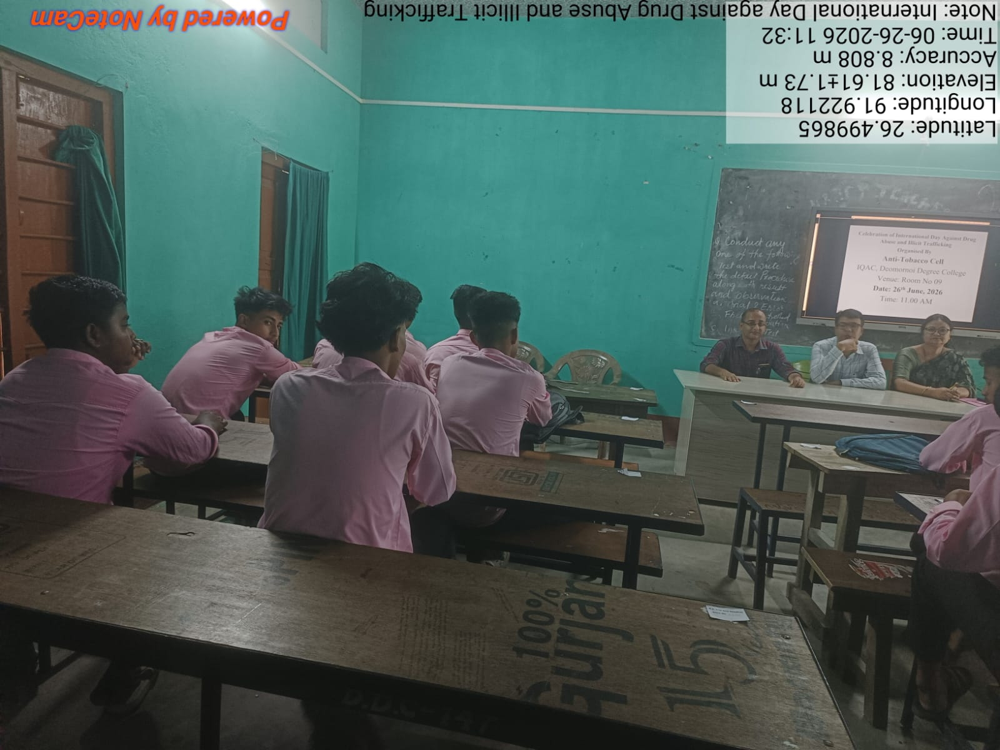 Powered by NoteCam
Latitude: 26.499865
Longitude: 91.922118
Elevation: 81.61±1.73 m
Accuracy: 8.808 m
Time: 06-26-2026 11:32
Note: International Day against Drug Abuse and Illicit Trafficking
Celebration of International Day Against Drug
Abuse and Illicit Trafficking
Organised By
Anti-Tobacco Cell
IQAC, Deomornoi Degree College
Venue: Room No 09
Date: 26th June, 2026
Time: 11.00 AM
Conduct any
one of the
Test and write
the detail Procedure
along with result
and observation
100%
Gurjan
15
D.D.C-147